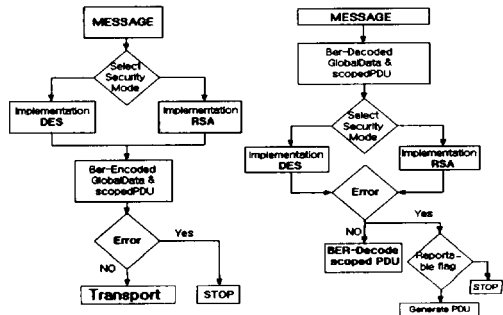 MESSAGE
Select
Security
Mode
Implementation
DES
Implementation
RSA
Ber-Encoded
GlobalData &
scopedPDU
Error
Yes
NO
Transport
STOP
MESSAGE
Ber-Decoded
GlobalData &
scopedPDU
Select
Security
Mode
Implementation
DES
Implementation
RSA
Error
Yes
NO
BER-Decode
scoped PDU
Reporta-
ble flag
STOP
Generate PDU